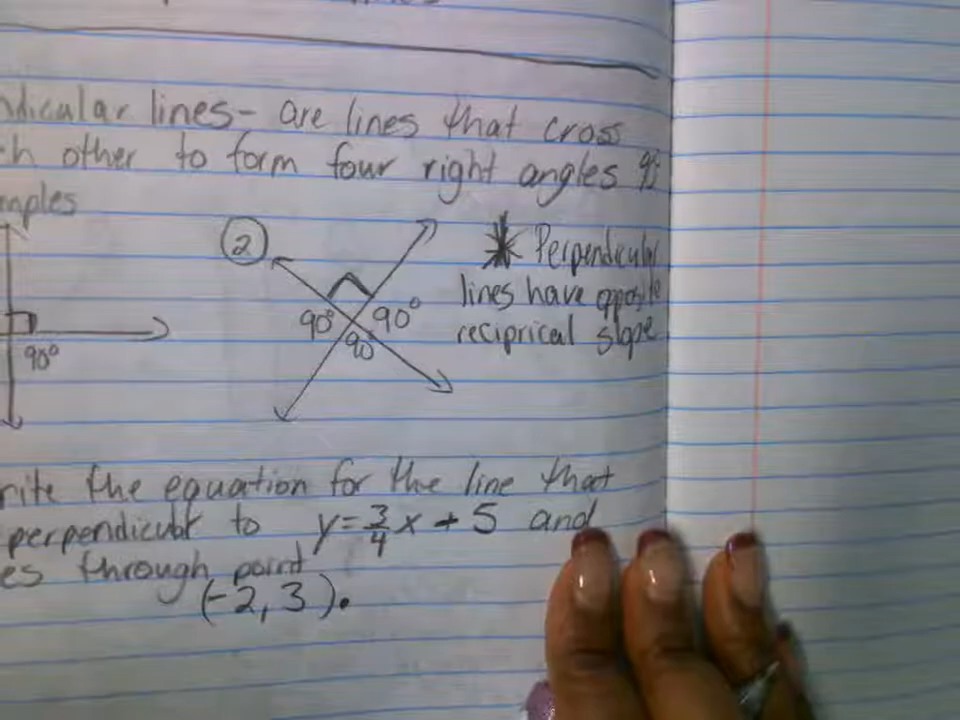 ndicular lines- are lines that cross
ch other to form four right angles
mples
2
* Perpendicular
lines have opposite
reciprical slope
90° 90°
90
90°
rite the equation for the line that
perpendicular to y=3/4x+5 and
es through point
(-2,3).